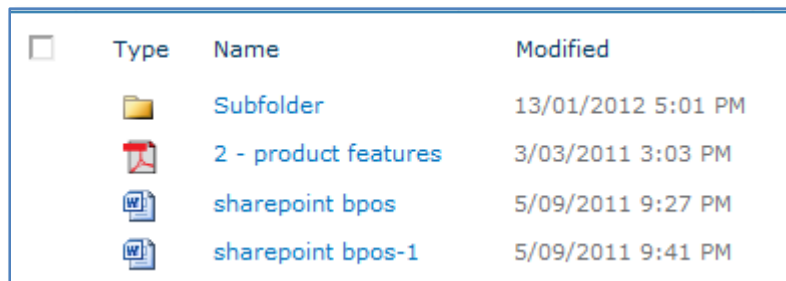 Type Name Modified
Subfolder 13/01/2012 5:01 PM
2 - product features 3/03/2011 3:03 PM
sharepoint bpos 5/09/2011 9:27 PM
sharepoint bpos-1 5/09/2011 9:41 PM